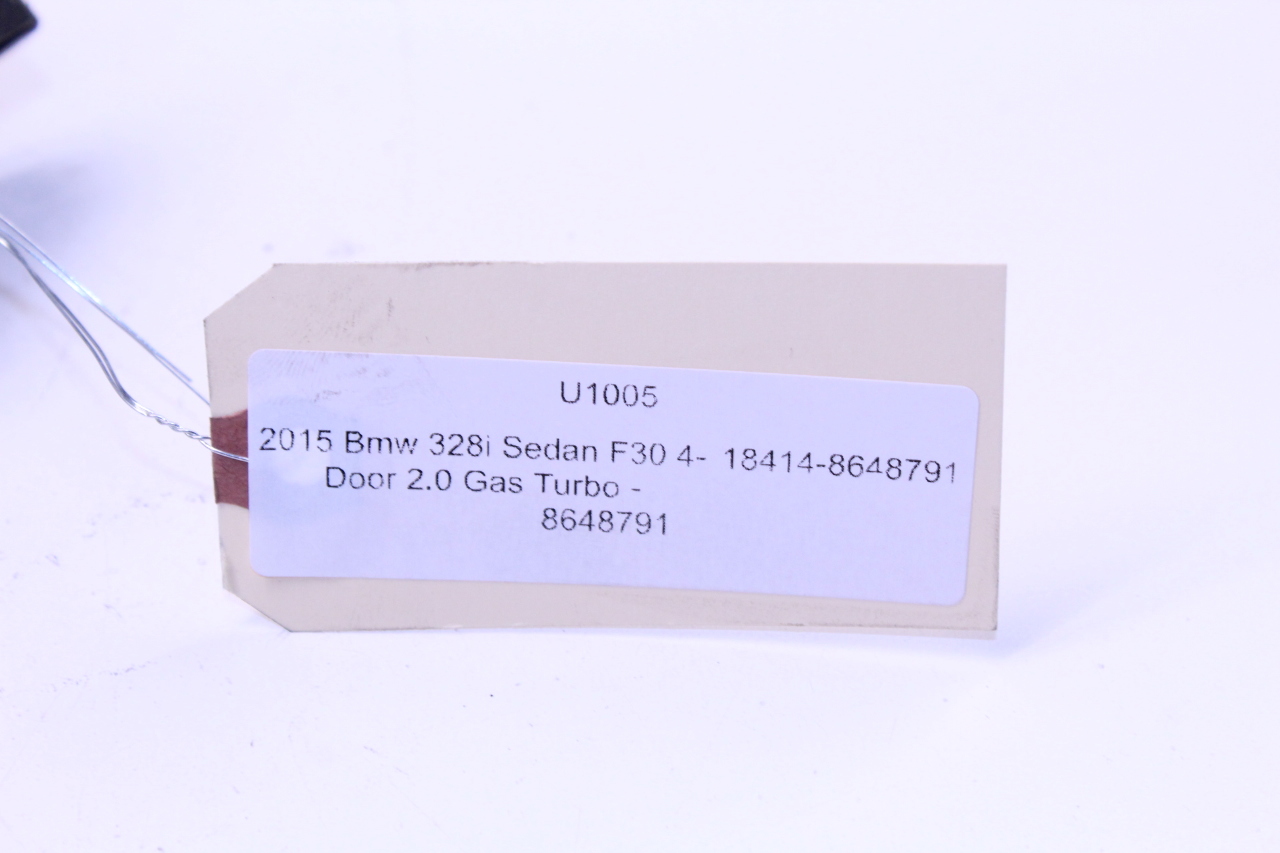 U1005
2015 Bmw 328i Sedan F30 4- 18414-8648791
Door 2.0 Gas Turbo -
8648791